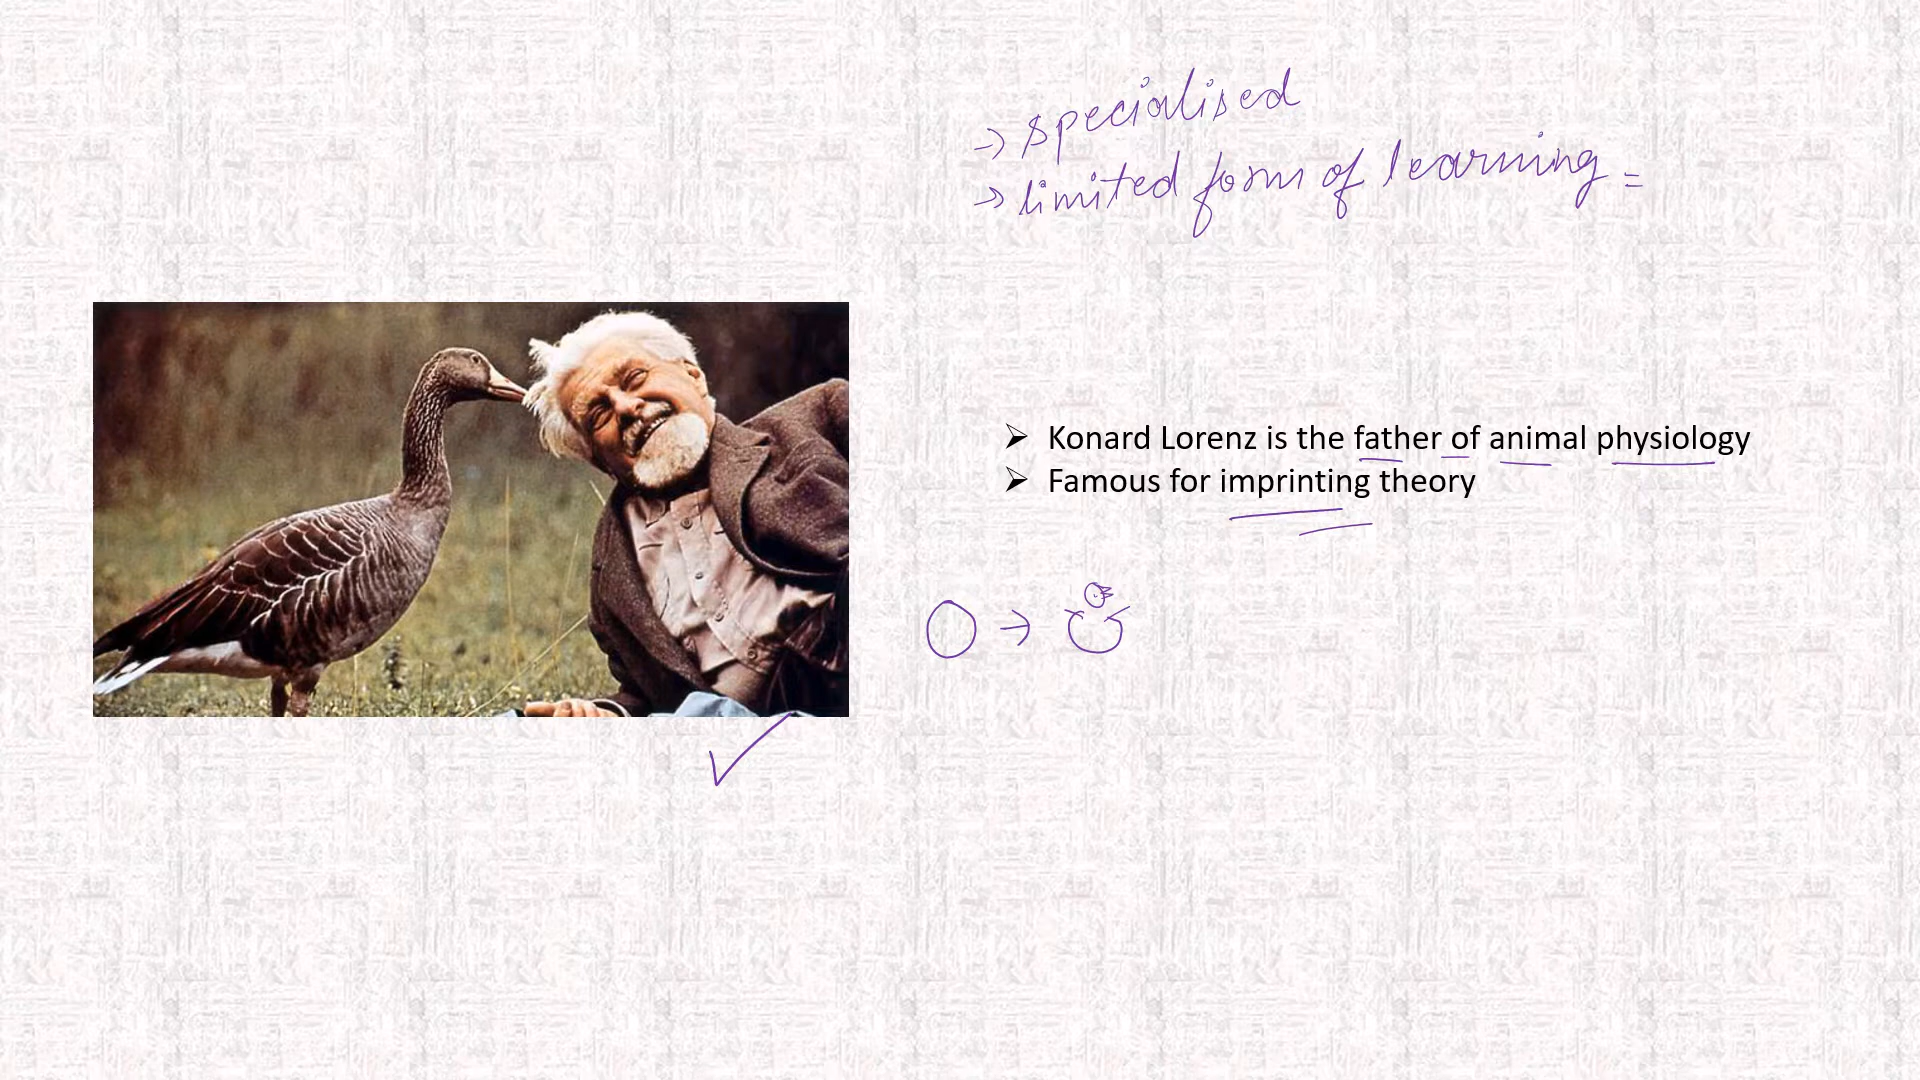 → specialised
→ limited form of learning =
➢ Konard Lorenz is the father of animal physiology
➢ Famous for imprinting theory